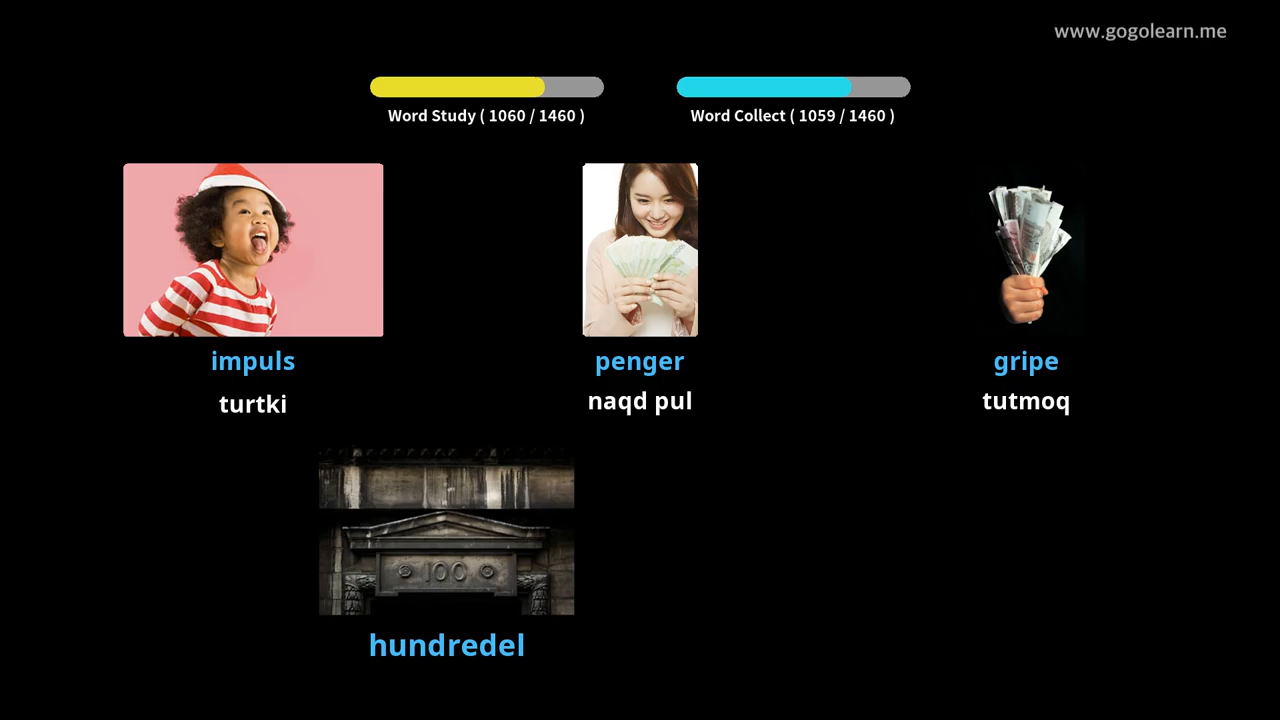 www.gogolearn.me
Word Study ( 1060 / 1460 )
Word Collect ( 1059 / 1460 )
impuls
penger
gripe
turtki
naqd pul
tutmoq
100
hundredel